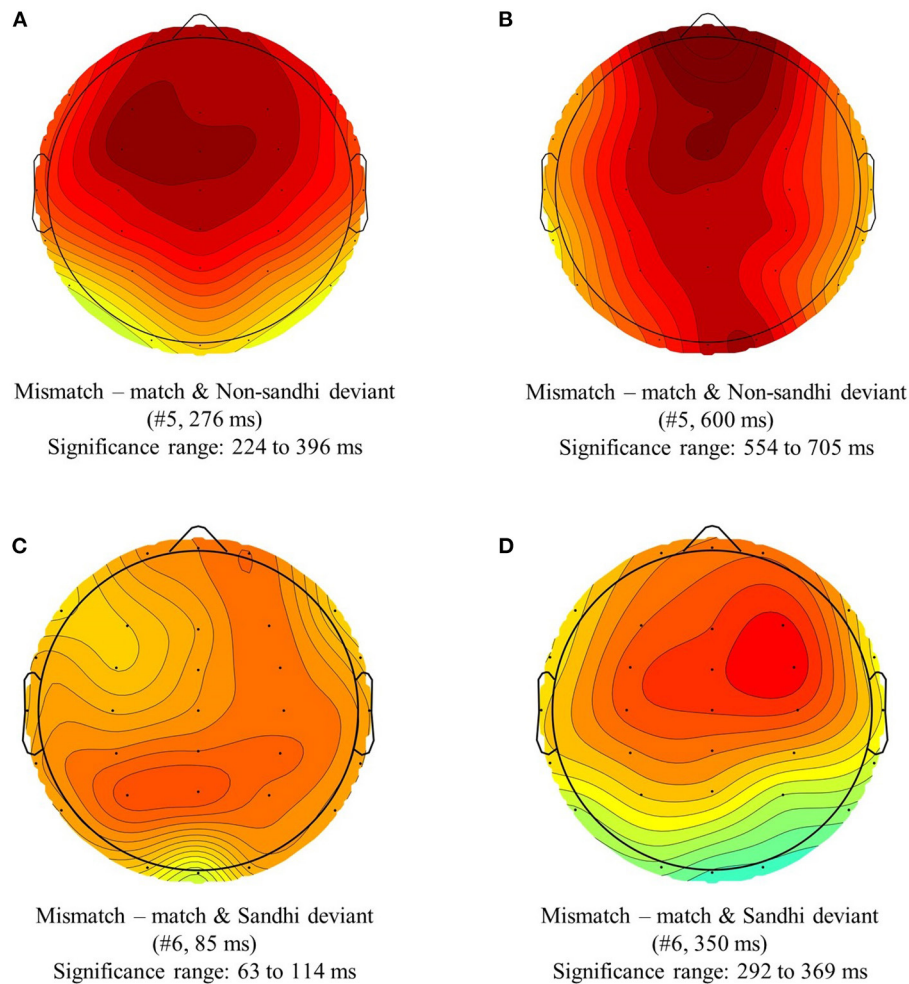 A
B
Mismatch – match & Non-sandhi deviant
(#5, 276 ms)
Significance range: 224 to 396 ms
Mismatch – match & Non-sandhi deviant
(#5, 600 ms)
Significance range: 554 to 705 ms
C
D
Mismatch – match & Sandhi deviant
(#6, 85 ms)
Significance range: 63 to 114 ms
Mismatch – match & Sandhi deviant
(#6, 350 ms)
Significance range: 292 to 369 ms